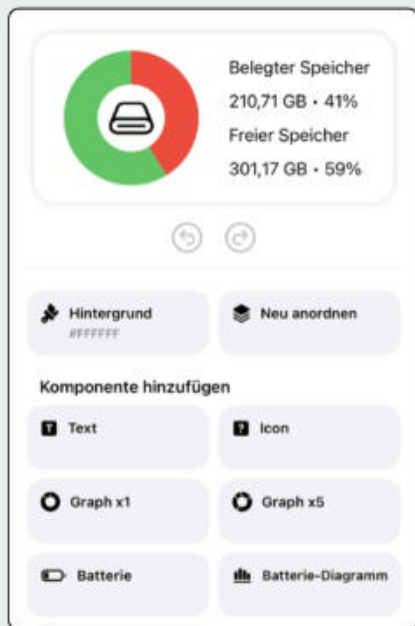 Belegter Speicher
210,71 GB • 41%
Freier Speicher
301,17 GB • 59%
Hintergrund
#FFFFFF
Neu anordnen
Komponente hinzufügen
Text
Icon
Graph x1
Graph x5
Batterie
Batterie-Diagramm